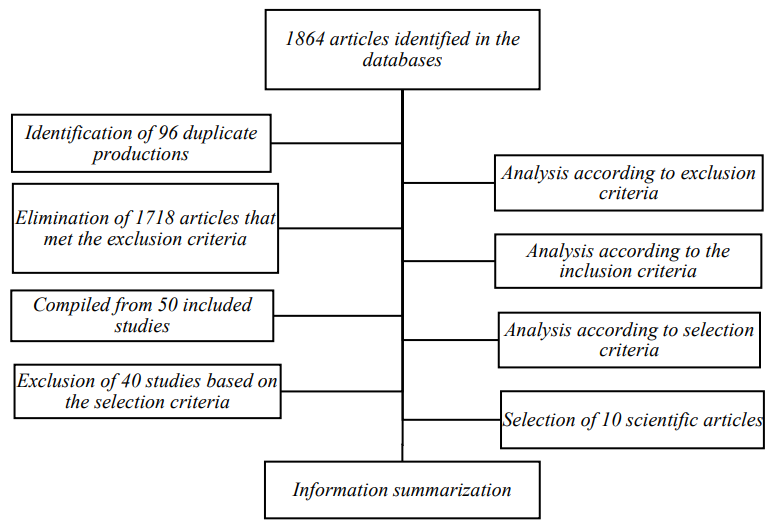 1864 articles identified in the
databases
Identification of 96 duplicate
productions
Analysis according to exclusion
criteria
Elimination of 1718 articles that
met the exclusion criteria
Analysis according to the
inclusion criteria
Compiled from 50 included
studies
Analysis according to selection
criteria
Exclusion of 40 studies based on
the selection criteria
Selection of 10 scientific articles
Information summarization